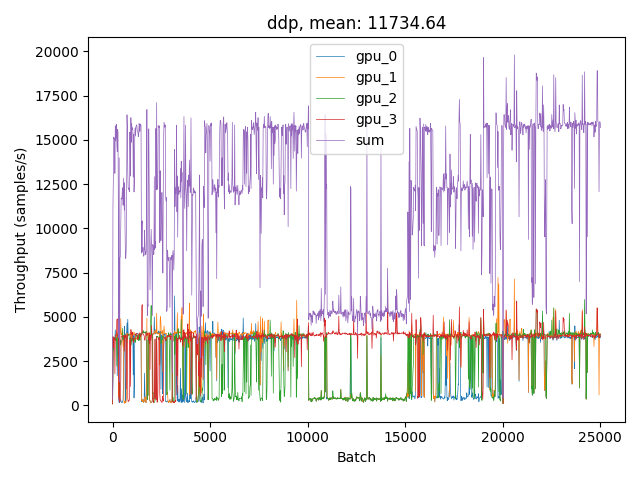 ddp, mean: 11734.64
gpu_0
gpu_1
gpu_2
gpu_3
sum
Throughput (samples/s)
20000
17500
15000
12500
10000
7500
5000
2500
0
0
5000
10000
15000
20000
25000
Batch